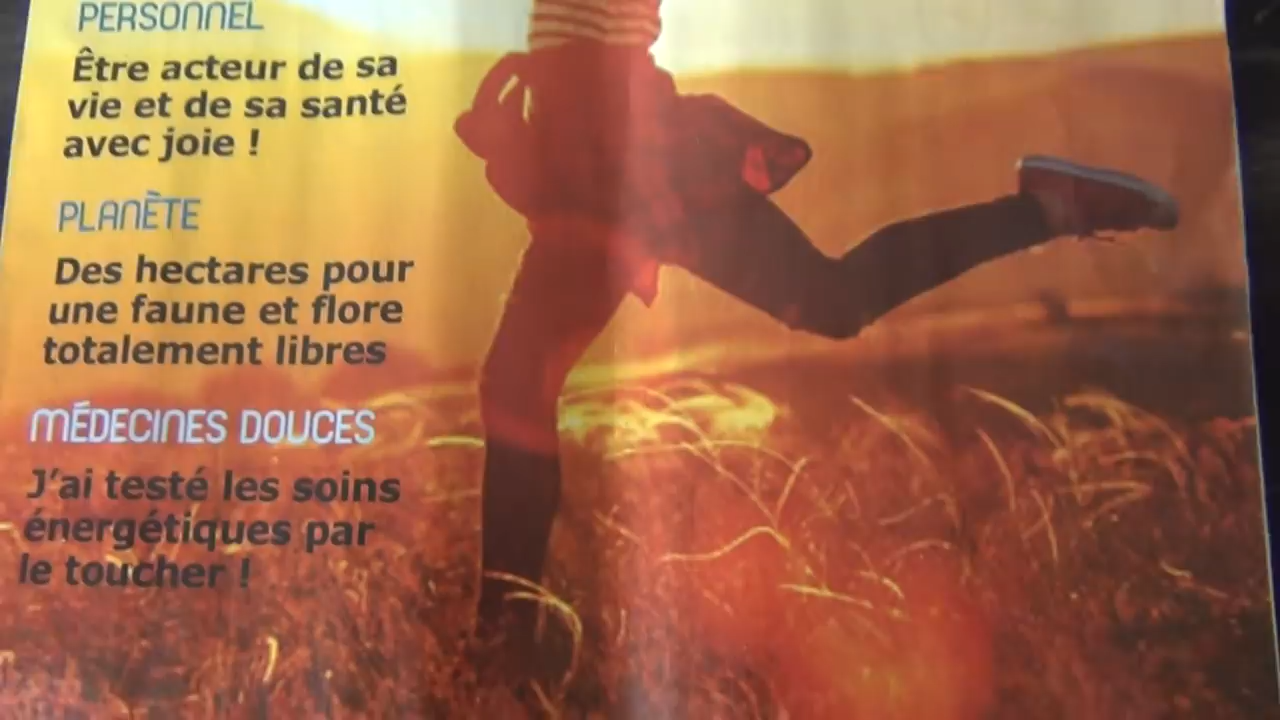 PERSONNEL
Être acteur de sa
vie et de sa santé
avec joie !
PLANÈTE
Des hectares pour
une faune et flore
totalement libres
MÉDECINES DOUCES
J'ai testé les soins
énergétiques par
le toucher !